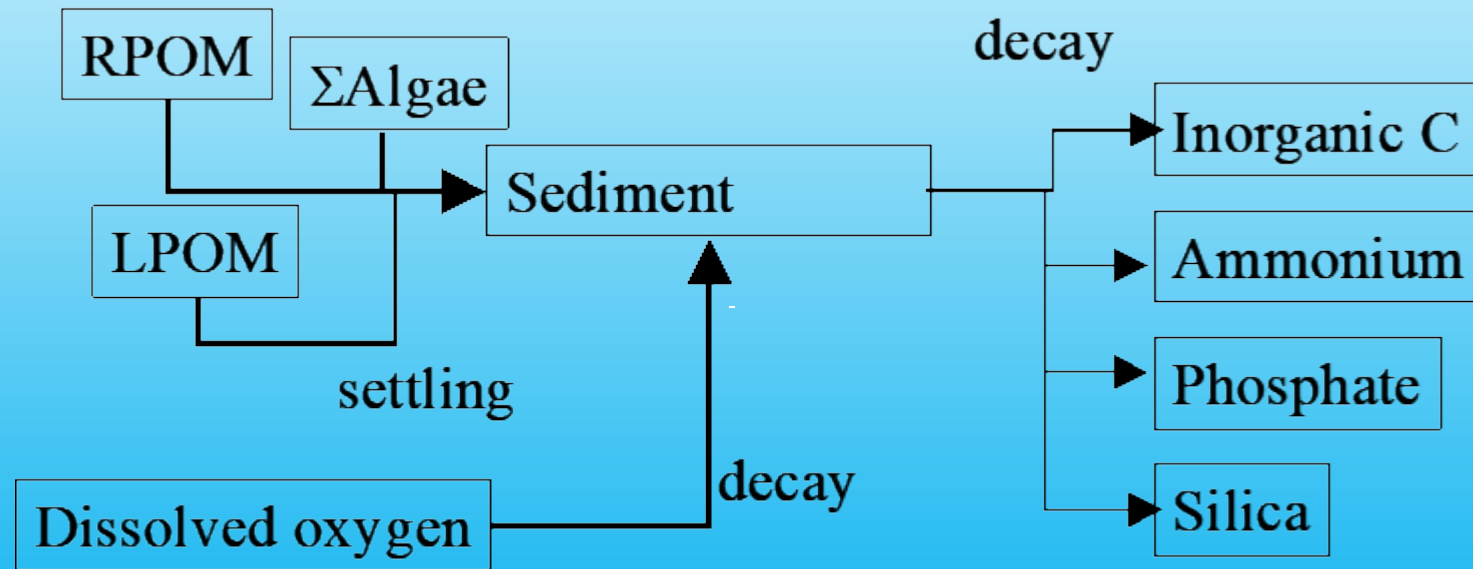 RPOM
ΣAlgae
decay
Inorganic C
Sediment
LPOM
Ammonium
settling
Phosphate
decay
Dissolved oxygen
Silica